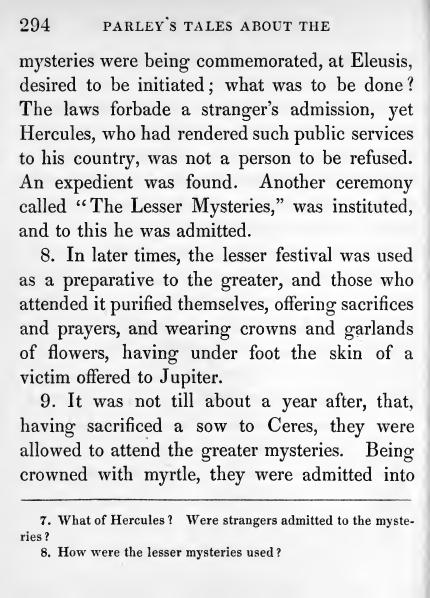 294 PARLEY'S TALES ABOUT THE
mysteries were being commemorated, at Eleusis,
desired to be initiated; what was to be done?
The laws forbade a stranger's admission, yet
Hercules, who had rendered such public services
to his country, was not a person to be refused.
An expedient was found. Another ceremony
called "The Lesser Mysteries," was instituted,
and to this he was admitted.
8. In later times, the lesser festival was used
as a preparative to the greater, and those who
attended it purified themselves, offering sacrifices
and prayers, and wearing crowns and garlands
of flowers, having under foot the skin of a
victim offered to Jupiter.
9. It was not till about a year after, that,
having sacrificed a sow to Ceres, they were
allowed to attend the greater mysteries. Being
crowned with myrtle, they were admitted into
7. What of Hercules? Were strangers admitted to the myste-
ries?
8. How were the lesser mysteries used?